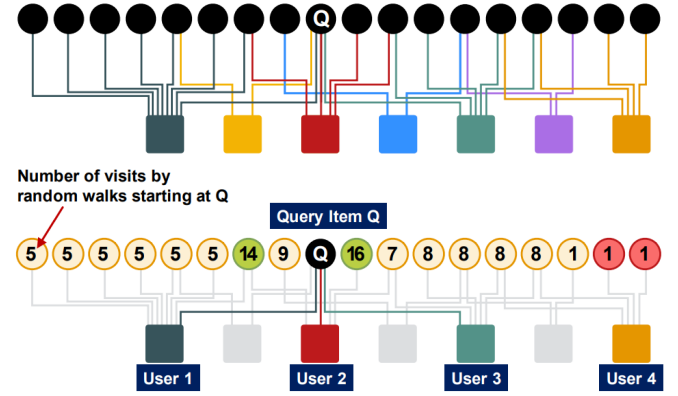 Q
Number of visits by
random walks starting at Q
Query Item Q
5 5 5 5 5 5 14 9 Q 16 7 8 8 8 8 1 1 1
User 1 User 2 User 3 User 4